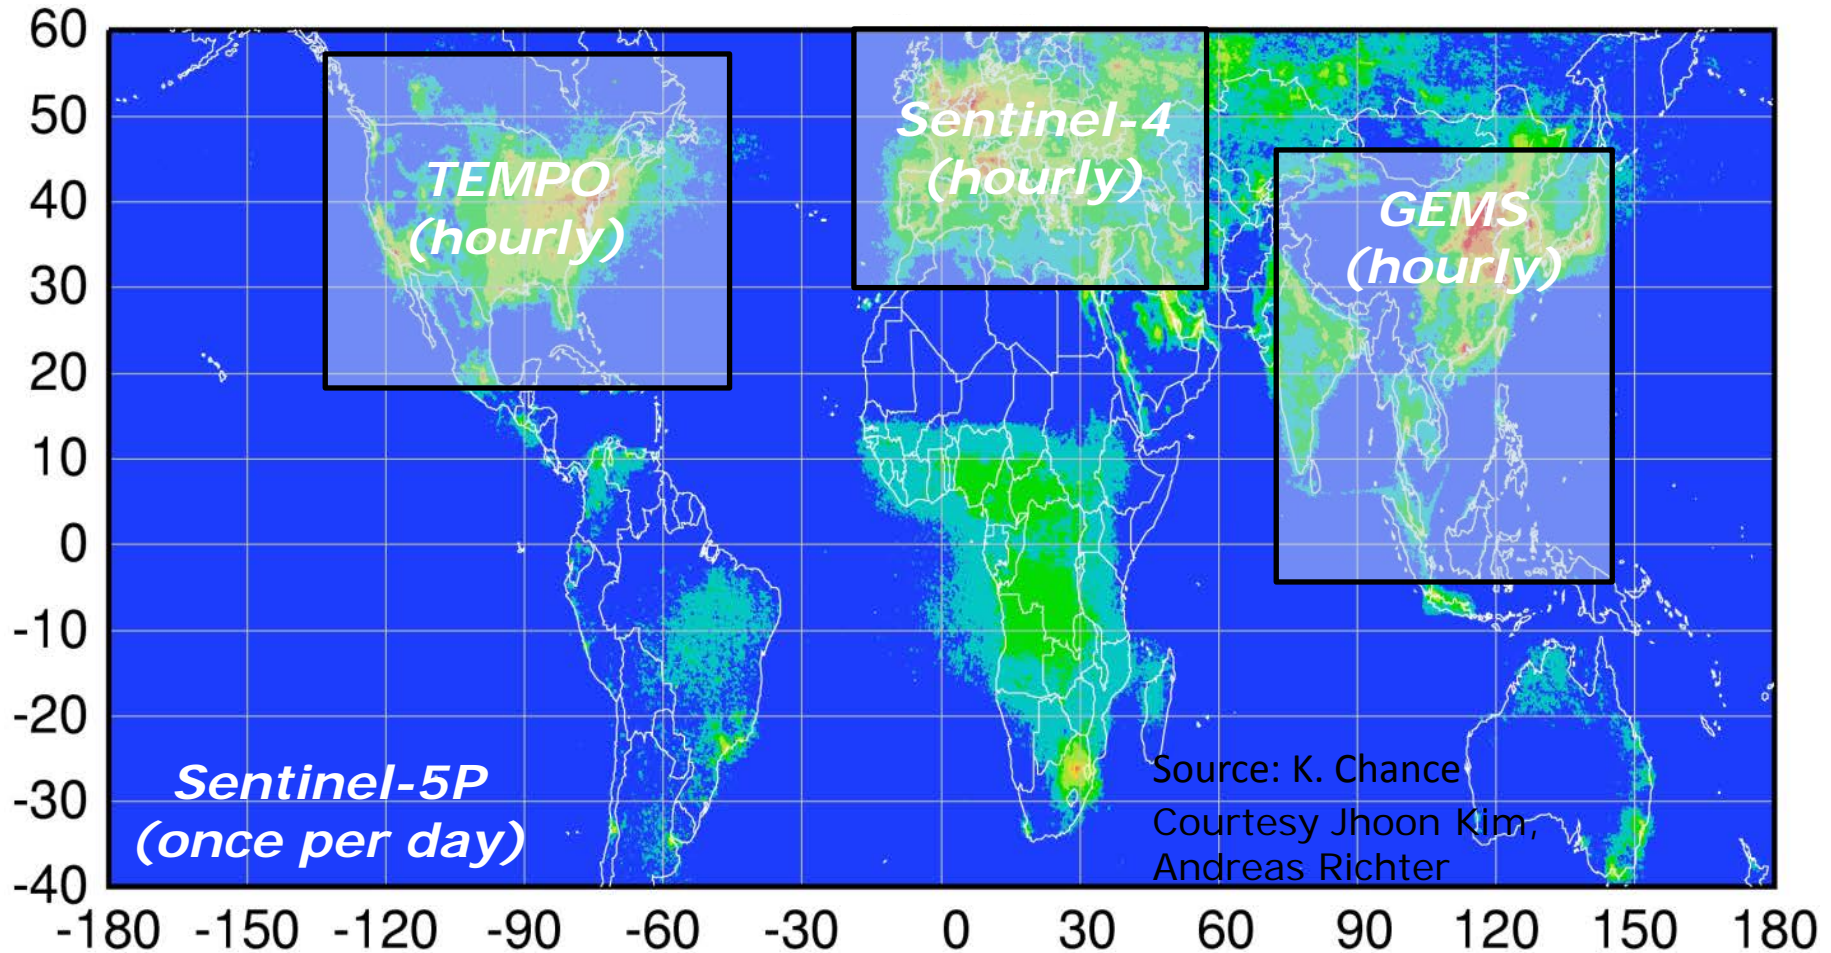 60
50
40
30
20
10
0
-10
-20
-30
-40
TEMPO
(hourly)
Sentinel-4
(hourly)
GEMS
(hourly)
Sentinel-5P
(once per day)
Source: K. Chance
Courtesy Jhoon Kim,
Andreas Richter
-180 -150 -120 -90 -60 -30 0 30 60 90 120 150 180